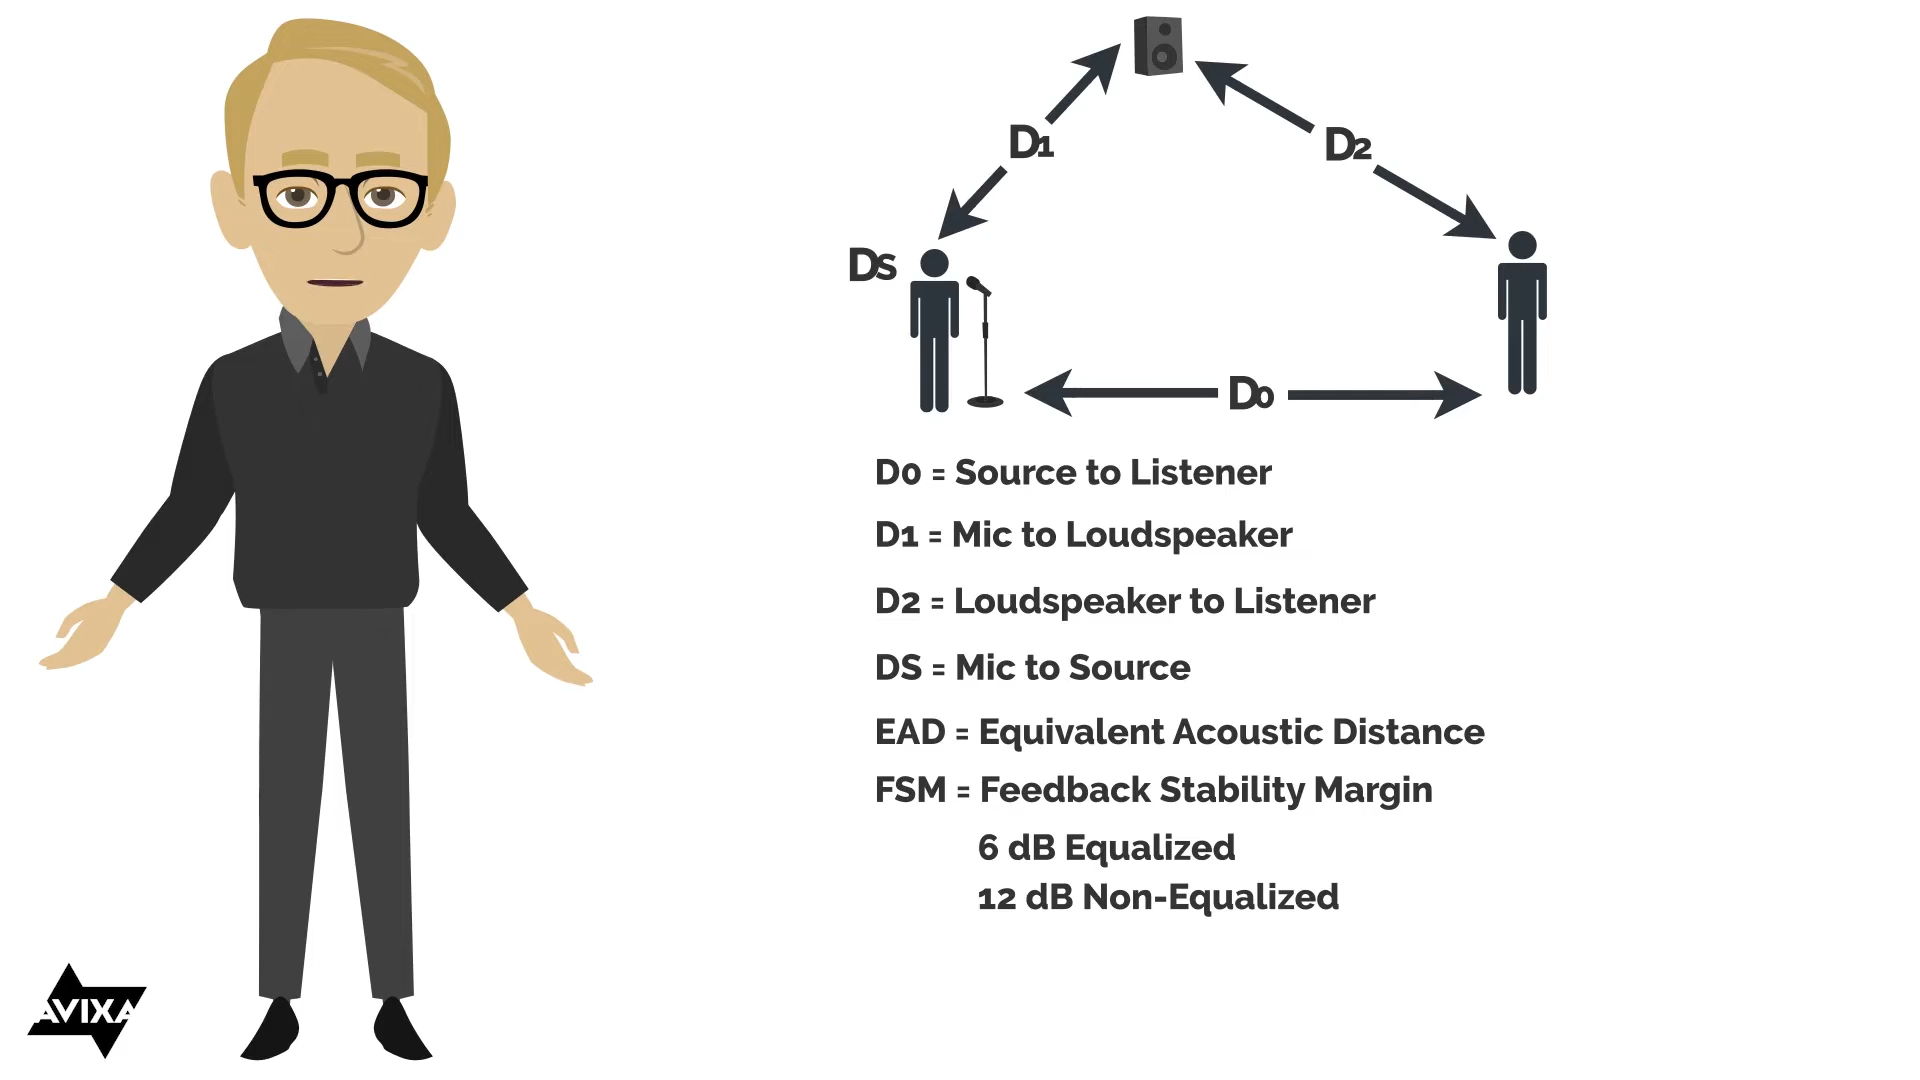 D1
D2
DS
D0
D0 = Source to Listener
D1 = Mic to Loudspeaker
D2 = Loudspeaker to Listener
DS = Mic to Source
EAD = Equivalent Acoustic Distance
FSM = Feedback Stability Margin
6 dB Equalized
12 dB Non-Equalized
AVIXA